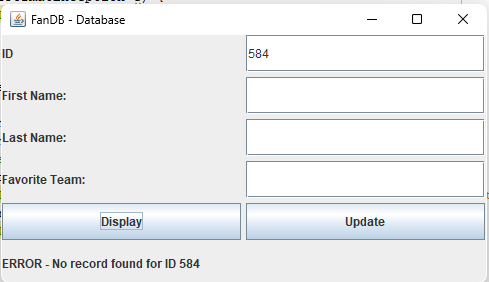 FanDB - Database
ID
584
First Name:
Last Name:
Favorite Team:
Display
Update
ERROR - No record found for ID 584